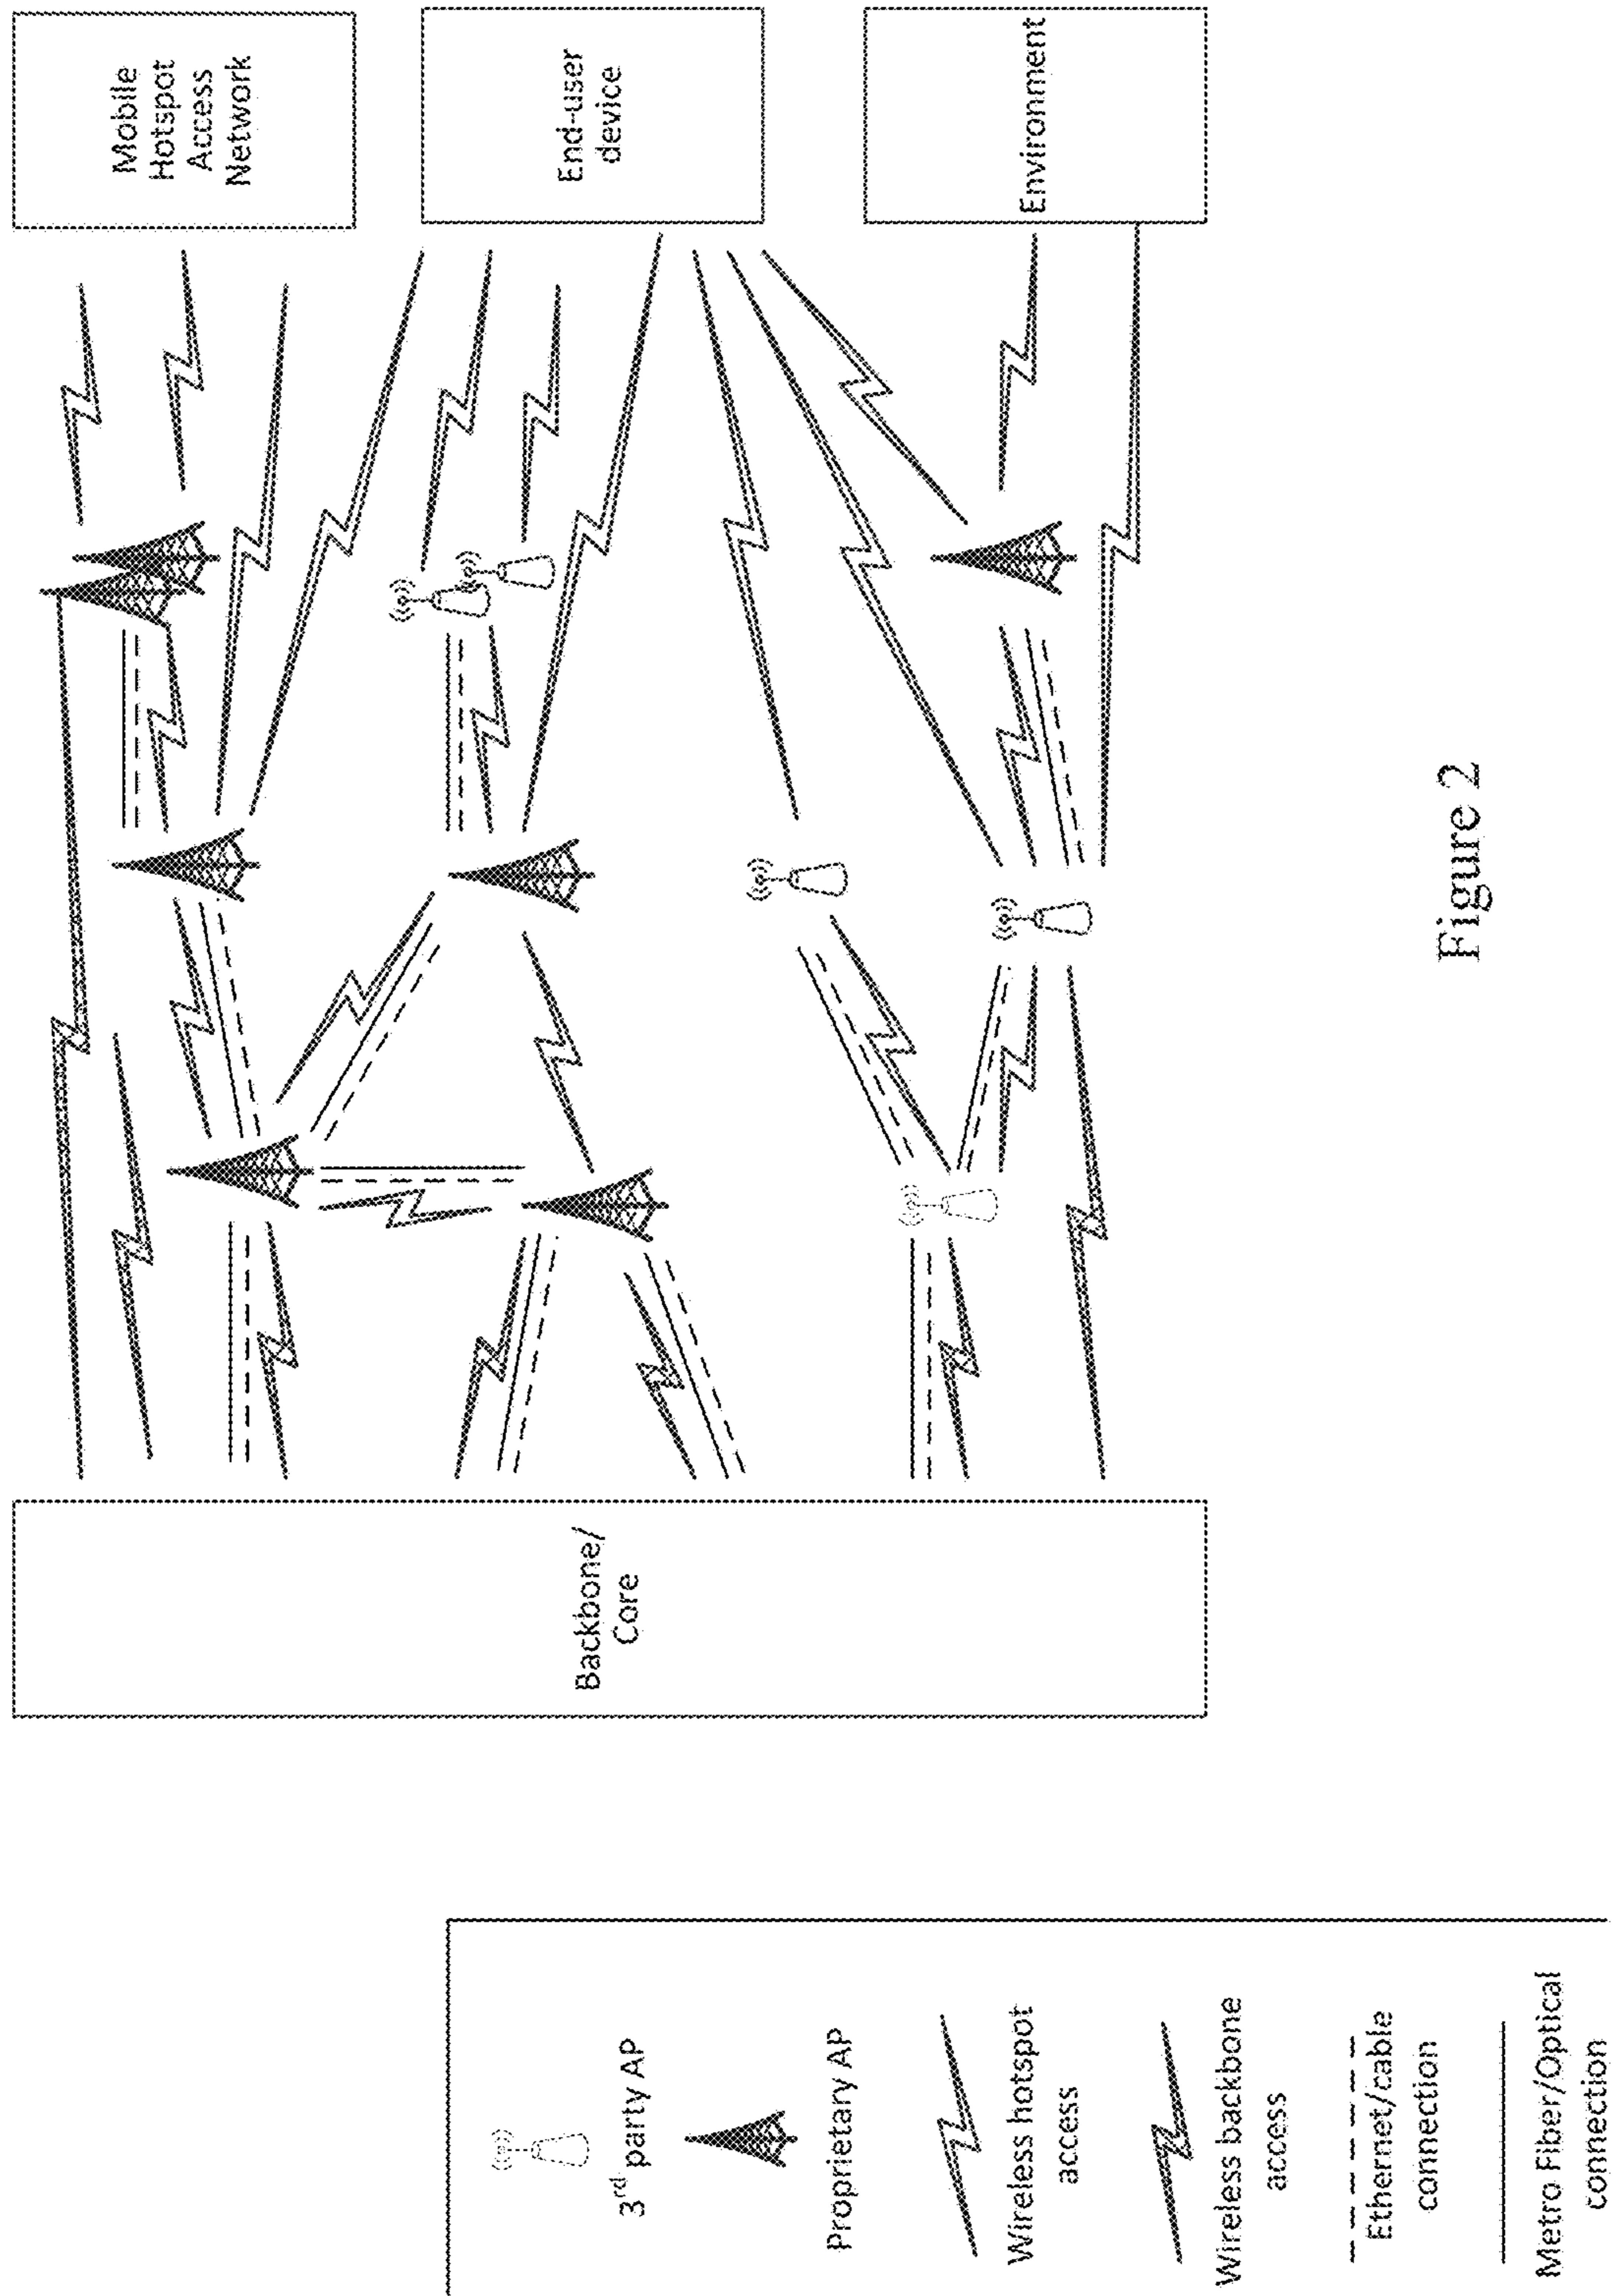 Mobile
Hotspot
Access
Network
End-user
device
Environment
Backbone/
Core
3rd party AP
Proprietary AP
Wireless hotspot
access
Wireless backbone
access
Ethernet/cable
connection
Metro Fiber/Optical
connection
Figure 2